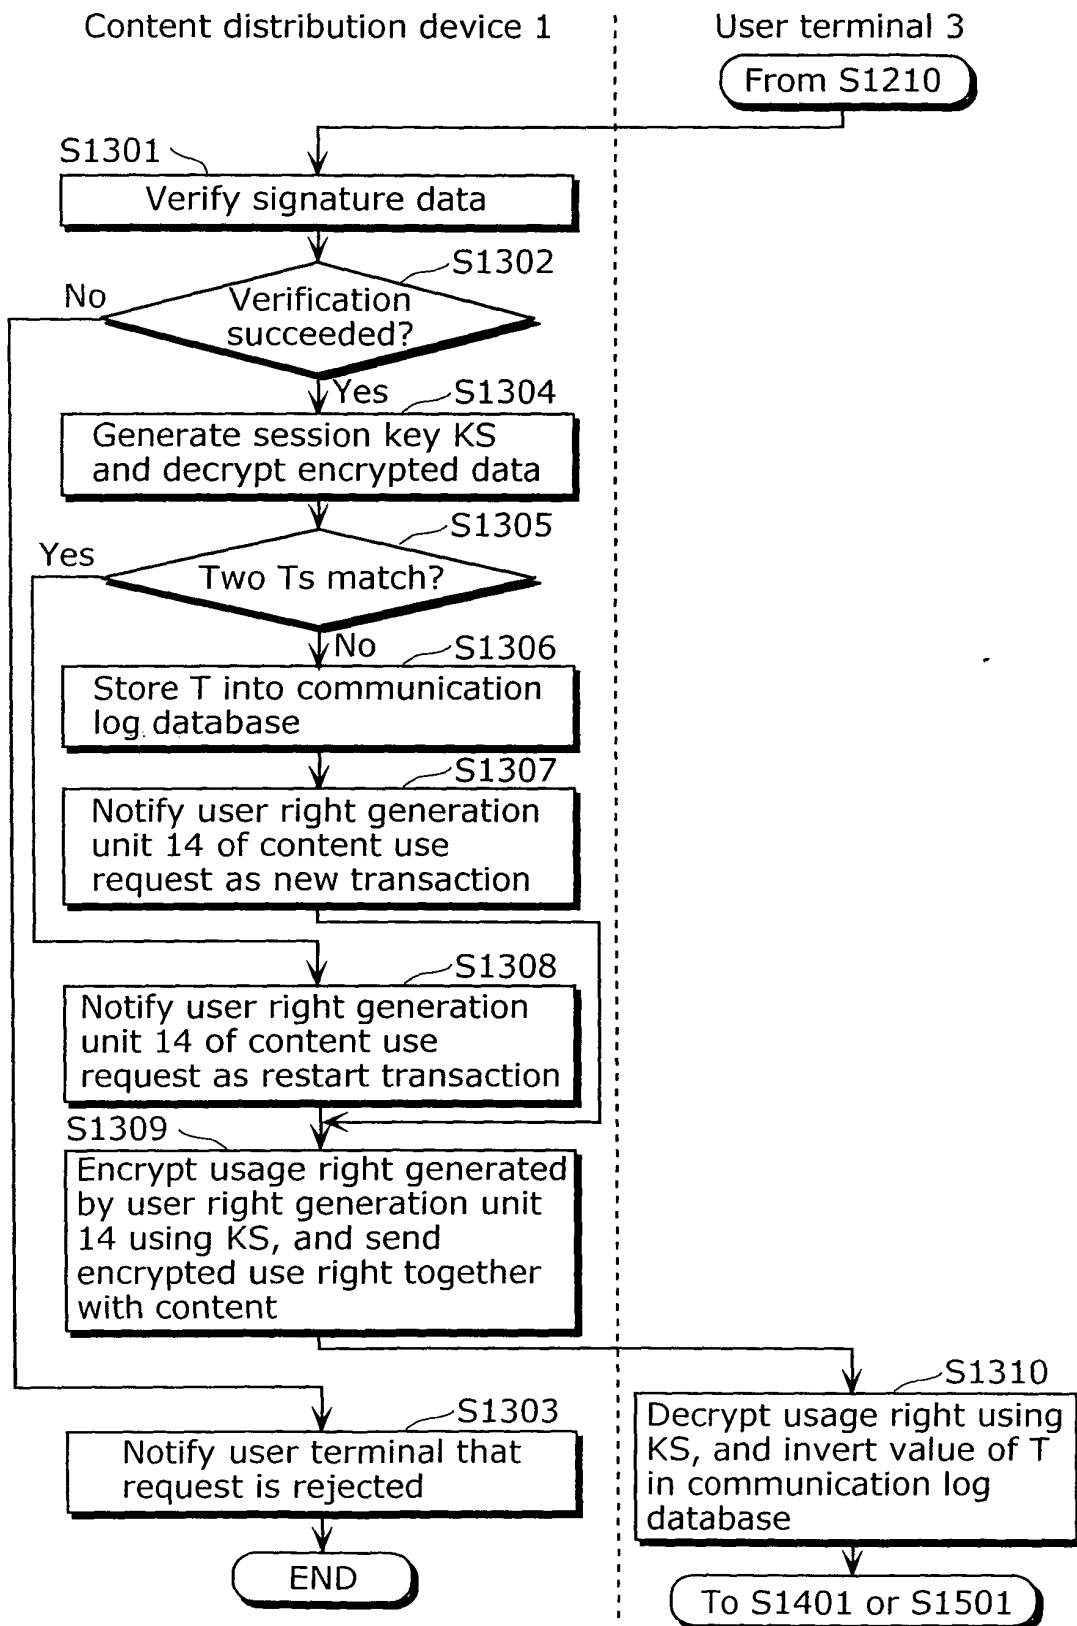 Content distribution device 1
User terminal 3
From S1210
S1301
Verify signature data
S1302
No
Verification
succeeded?
Yes
S1304
Generate session key KS
and decrypt encrypted data
S1305
Yes
Two Ts match?
No
S1306
Store T into communication
log database
S1307
Notify user right generation
unit 14 of content use
request as new transaction
S1308
Notify user right generation
unit 14 of content use
request as restart transaction
S1309
Encrypt usage right generated
by user right generation unit
14 using KS, and send
encrypted use right together
with content
S1310
Decrypt usage right using
KS, and invert value of T
in communication log
database
S1303
Notify user terminal that
request is rejected
END
To S1401 or S1501